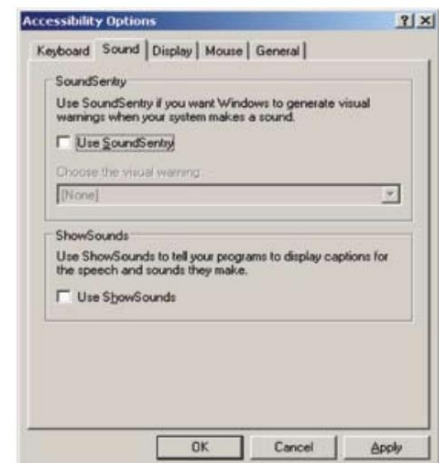 Accessibility Options
Keyboard Sound Display Mouse General
SoundSentry
Use SoundSentry if you want Windows to generate visual
warnings when your system makes a sound.
Use SoundSentry
Choose the visual warning:
[None]
ShowSounds
Use ShowSounds to tell your programs to display captions for
the speech and sounds they make.
Use ShowSounds
OK Cancel Apply